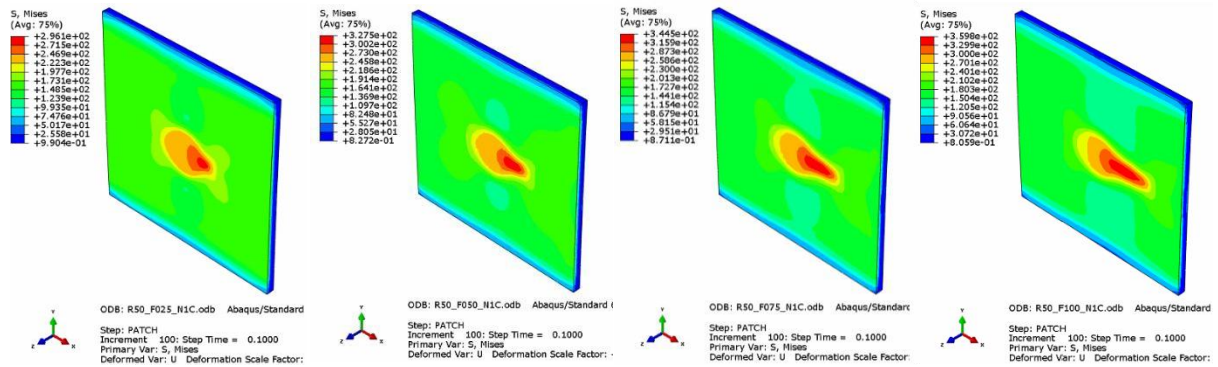 S, Mises
(Avg: 75%)
+2.961e+02
+2.715e+02
+2.469e+02
+2.223e+02
+1.977e+02
+1.731e+02
+1.485e+02
+1.239e+02
+9.935e+01
+7.476e+01
+5.017e+01
+2.558e+01
+9.904e-01
Y
Z
X
ODB: R50_F025_N1C.odb Abaqus/Standard
Step: PATCH
Increment 100: Step Time = 0.1000
Primary Var: S, Mises
Deformed Var: U Deformation Scale Factor:
S, Mises
(Avg: 75%)
+3.275e+02
+3.002e+02
+2.730e+02
+2.458e+02
+2.186e+02
+1.914e+02
+1.641e+02
+1.369e+02
+1.097e+02
+8.248e+01
+5.527e+01
+2.805e+01
+8.272e-01
Y
Z
X
ODB: R50_F050_N1C.odb Abaqus/Standard
Step: PATCH
Increment 100: Step Time = 0.1000
Primary Var: S, Mises
Deformed Var: U Deformation Scale Factor:
S, Mises
(Avg: 75%)
+3.445e+02
+3.159e+02
+2.873e+02
+2.586e+02
+2.300e+02
+2.013e+02
+1.727e+02
+1.441e+02
+1.154e+02
+8.679e+01
+5.815e+01
+2.951e+01
+8.711e-01
Y
Z
X
ODB: R50_F075_N1C.odb Abaqus/Standard
Step: PATCH
Increment 100: Step Time = 0.1000
Primary Var: S, Mises
Deformed Var: U Deformation Scale Factor:
S, Mises
(Avg: 75%)
+3.598e+02
+3.299e+02
+3.000e+02
+2.701e+02
+2.401e+02
+2.102e+02
+1.803e+02
+1.504e+02
+1.205e+02
+9.056e+01
+6.064e+01
+3.072e+01
+8.059e-01
Y
Z
X
ODB: R50_F100_N1C.odb Abaqus/Standard
Step: PATCH
Increment 100: Step Time = 0.1000
Primary Var: S, Mises
Deformed Var: U Deformation Scale Factor: